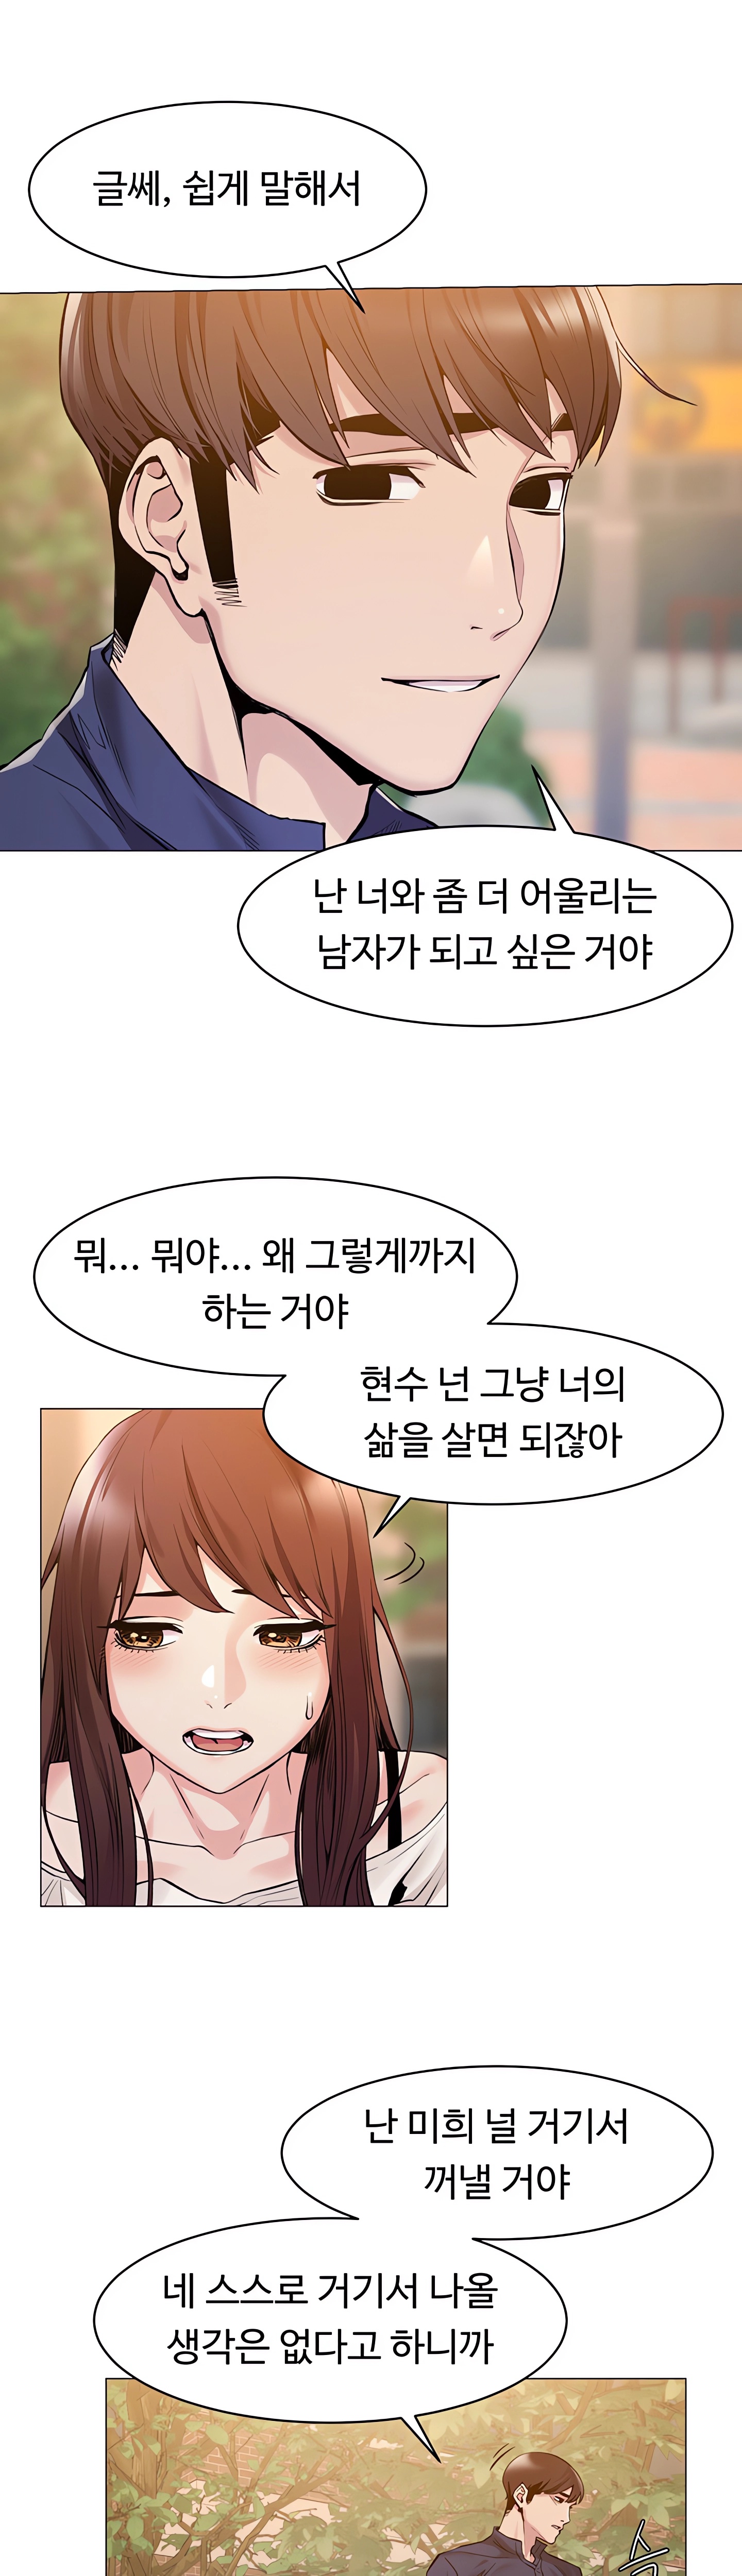 글쎄, 쉽게 말해서
난 너와 좀 더 어울리는
남자가 되고 싶은 거야
뭐... 뭐야... 왜 그렇게까지
하는 거야
현수 넌 그냥 너의
삶을 살면 되잖아
난 미희 널 거기서
꺼낼 거야
네 스스로 거기서 나올
생각은 없다고 하니까